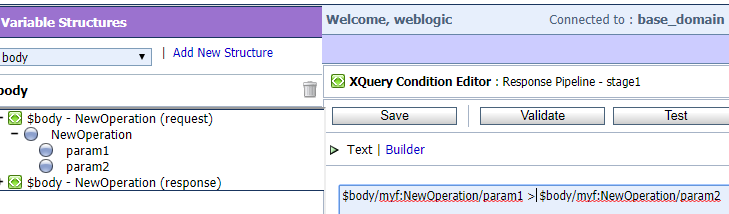 Variable Structures
body
| Add New Structure
body
$body - NewOperation (request)
NewOperation
param1
param2
$body - NewOperation (response)
Welcome, weblogic
Connected to : base_domain
XQuery Condition Editor : Response Pipeline - stage1
Save
Validate
Test
Text | Builder
$body/myf:NewOperation/param1 > $body/myf:NewOperation/param2